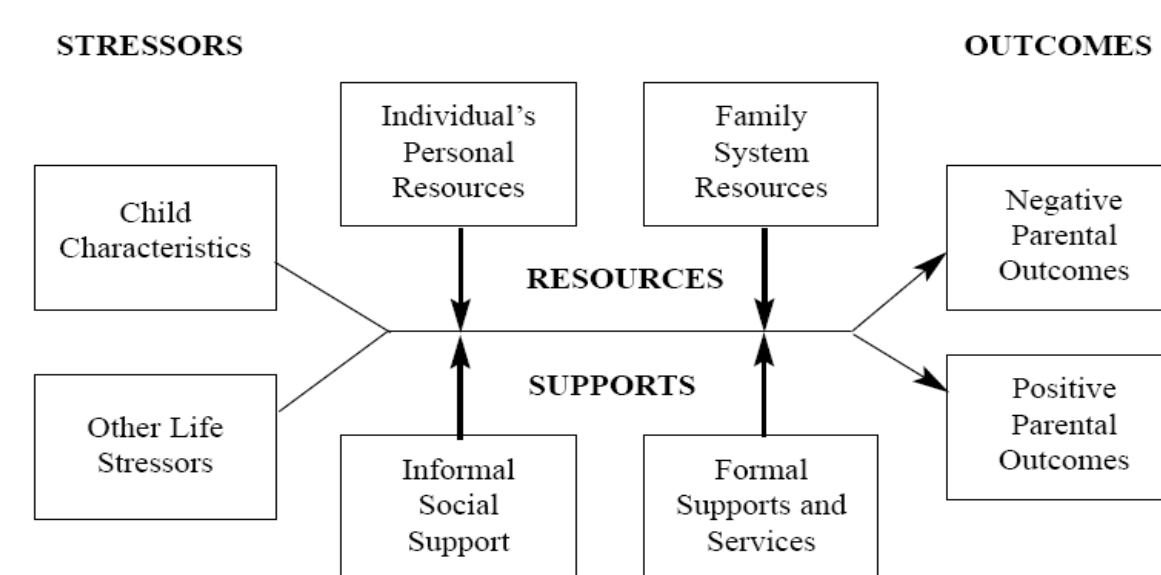 STRESSORS
OUTCOMES
Individual’s
Personal
Resources
Family
System
Resources
Child
Characteristics
Negative
Parental
Outcomes
RESOURCES
SUPPORTS
Other Life
Stressors
Positive
Parental
Outcomes
Informal
Social
Support
Formal
Supports and
Services